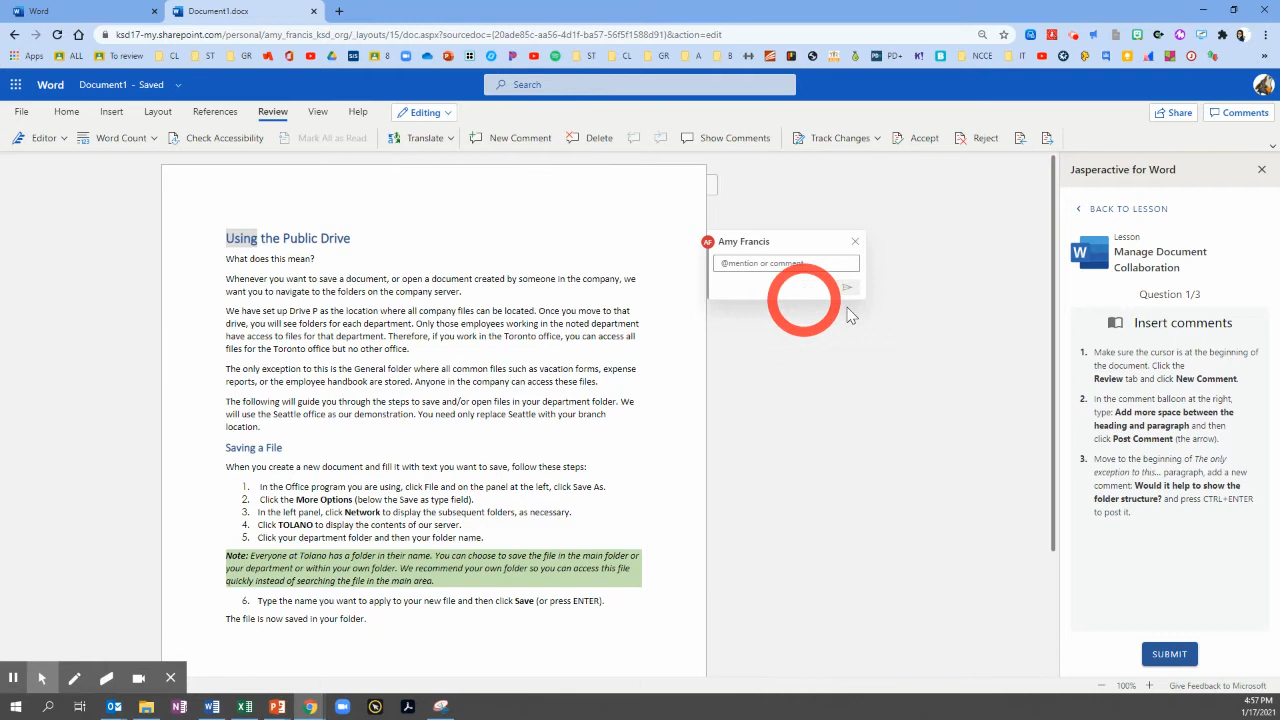 Word
Document1.docx
ksd17-my.sharepoint.com/personal/amy_francis_ksd_org/_layouts/15/doc.aspx?sourcedoc={20ade85c-aa56-4d1f-ba57-56f5f1588d91}&action=edit
Apps ALL To review CL ST GR 8 ST CL GR A B PD+ K! NCCE IT
Word Document1 - Saved Search
File Home Insert Layout References Review View Help Editing Share Comments
Editor Word Count Check Accessibility Mark All as Read Translate New Comment Delete Show Comments Track Changes Accept Reject
Using the Public Drive
What does this mean?
Whenever you want to save a document, or open a document created by someone in the company, we
want you to navigate to the folders on the company server.
We have set up Drive P as the location where all company files can be located. Once you move to that
drive, you will see folders for each department. Only those employees working in the noted department
have access to files for that department. Therefore, if you work in the Toronto office, you can access all
files for the Toronto office but no other office.
The only exception to this is the General folder where all common files such as vacation forms, expense
reports, or the employee handbook are stored. Anyone in the company can access these files.
The following will guide you through the steps to save and/or open files in your department folder. We
will use the Seattle office as our demonstration. You need only replace Seattle with your branch
location.
Saving a File
When you create a new document and fill it with text you want to save, follow these steps:
1. In the Office program you are using, click File and on the panel at the left, click Save As.
2. Click the More Options (below the Save as type field).
3. In the left panel, click Network to display the subsequent folders, as necessary.
4. Click TOLANO to display the contents of our server.
5. Click your department folder and then your folder name.
Note: Everyone at Tolano has a folder in their name. You can choose to save the file in the main folder or
your department or within your own folder. We recommend your own folder so you can access this file
quickly instead of searching the file in the main area.
6. Type the name you want to apply to your new file and then click Save (or press ENTER).
The file is now saved in your folder.
AF Amy Francis
@mention or comment
Jasperactive for Word
BACK TO LESSON
Lesson
Manage Document
Collaboration
Question 1/3
Insert comments
1. Make sure the cursor is at the beginning of
the document. Click the
Review tab and click New Comment.
2. In the comment balloon at the right,
type: Add more space between the
heading and paragraph and then
click Post Comment (the arrow).
3. Move to the beginning of The only
exception to this... paragraph, add a new
comment: Would it help to show the
folder structure? and press CTRL+ENTER
to post it.
SUBMIT
100% Give Feedback to Microsoft
4:57 PM
1/17/2021